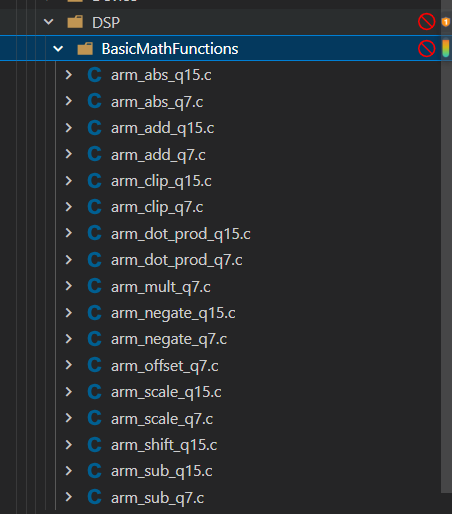 DSP
BasicMathFunctions
C arm_abs_q15.c
C arm_abs_q7.c
C arm_add_q15.c
C arm_add_q7.c
C arm_clip_q15.c
C arm_clip_q7.c
C arm_dot_prod_q15.c
C arm_dot_prod_q7.c
C arm_mult_q7.c
C arm_negate_q15.c
C arm_negate_q7.c
C arm_offset_q7.c
C arm_scale_q15.c
C arm_scale_q7.c
C arm_shift_q15.c
C arm_sub_q15.c
C arm_sub_q7.c